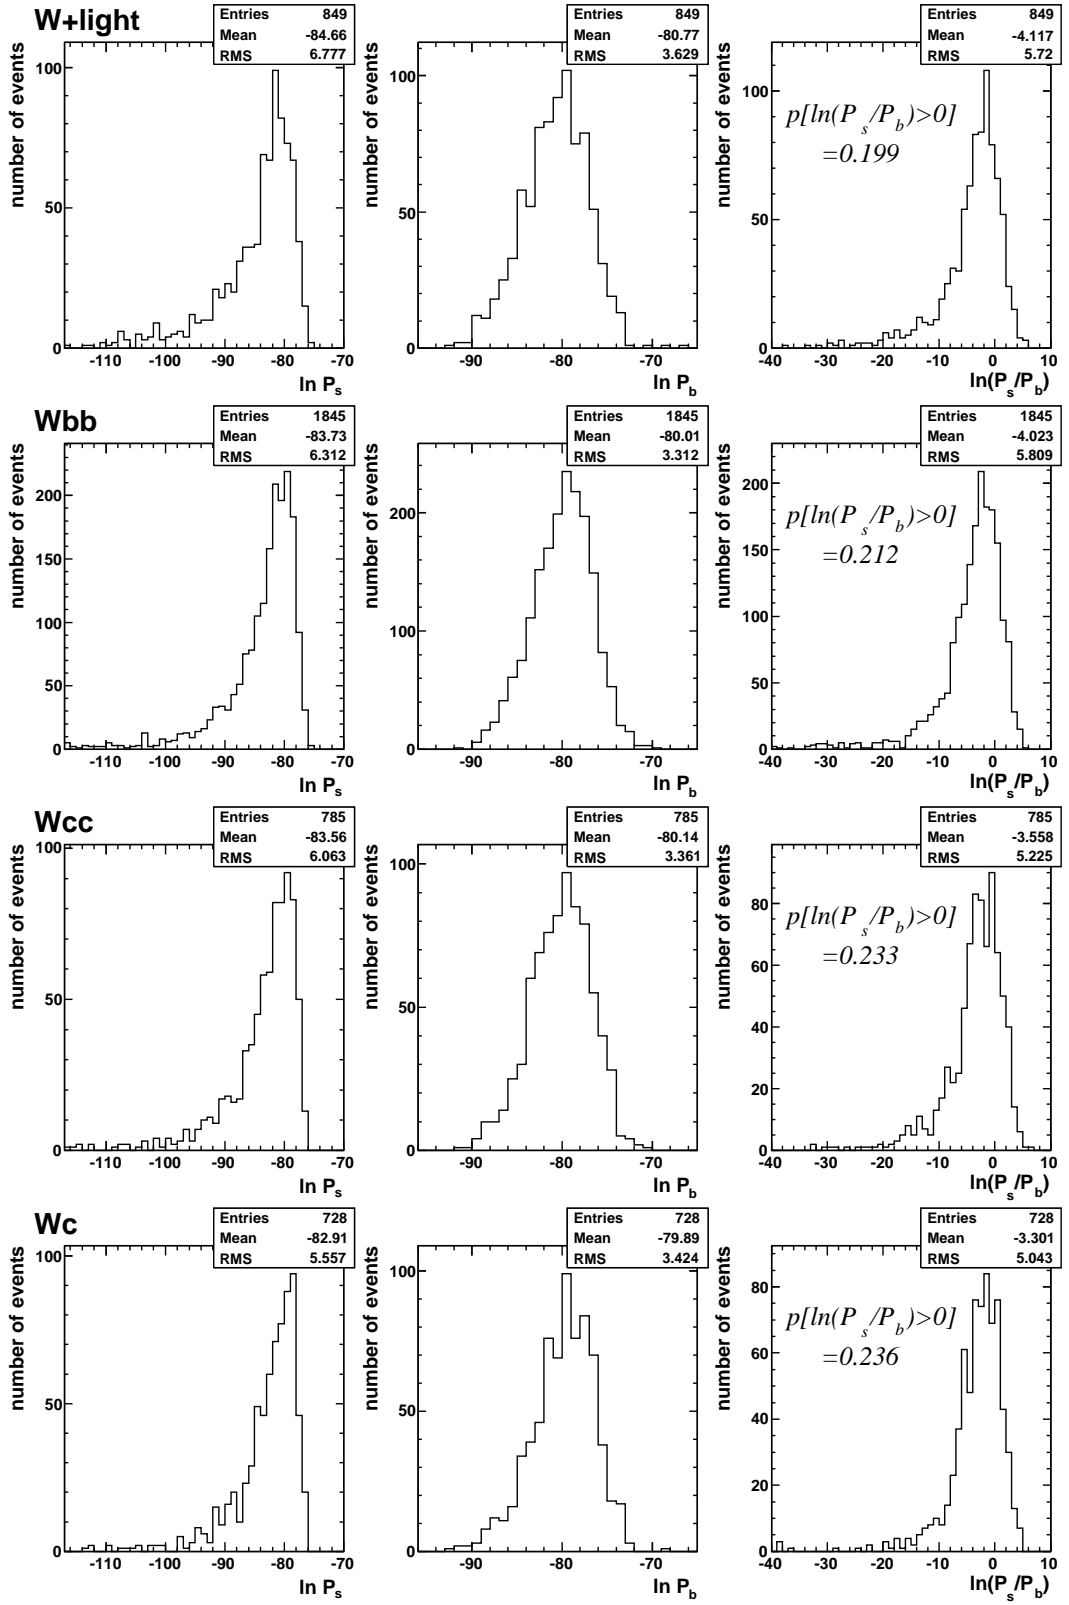 W+light
Entries 849
Mean -84.66
RMS 6.777
number of events
100
50
0
-110 -100 -90 -80 -70
ln P_s
Entries 849
Mean -80.77
RMS 3.629
number of events
100
50
0
-90 -80 -70
ln P_b
Entries 849
Mean -4.117
RMS 5.72
number of events
p[ln(P_s/P_b)>0]
=0.199
100
50
0
-40 -30 -20 -10 0 10
ln(P_s/P_b)
Wbb
Entries 1845
Mean -83.73
RMS 6.312
number of events
200
150
100
50
0
-110 -100 -90 -80 -70
ln P_s
Entries 1845
Mean -80.01
RMS 3.312
number of events
200
100
0
-90 -80 -70
ln P_b
Entries 1845
Mean -4.023
RMS 5.809
number of events
p[ln(P_s/P_b)>0]
=0.212
200
150
100
50
0
-40 -30 -20 -10 0 10
ln(P_s/P_b)
Wcc
Entries 785
Mean -83.56
RMS 6.063
number of events
100
50
0
-110 -100 -90 -80 -70
ln P_s
Entries 785
Mean -80.14
RMS 3.361
number of events
100
50
0
-90 -80 -70
ln P_b
Entries 785
Mean -3.558
RMS 5.225
number of events
p[ln(P_s/P_b)>0]
=0.233
80
60
40
20
0
-40 -30 -20 -10 0 10
ln(P_s/P_b)
Wc
Entries 728
Mean -82.91
RMS 5.557
number of events
100
50
0
-110 -100 -90 -80 -70
ln P_s
Entries 728
Mean -79.89
RMS 3.424
number of events
100
50
0
-90 -80 -70
ln P_b
Entries 728
Mean -3.301
RMS 5.043
number of events
p[ln(P_s/P_b)>0]
=0.236
80
60
40
20
0
-40 -30 -20 -10 0 10
ln(P_s/P_b)